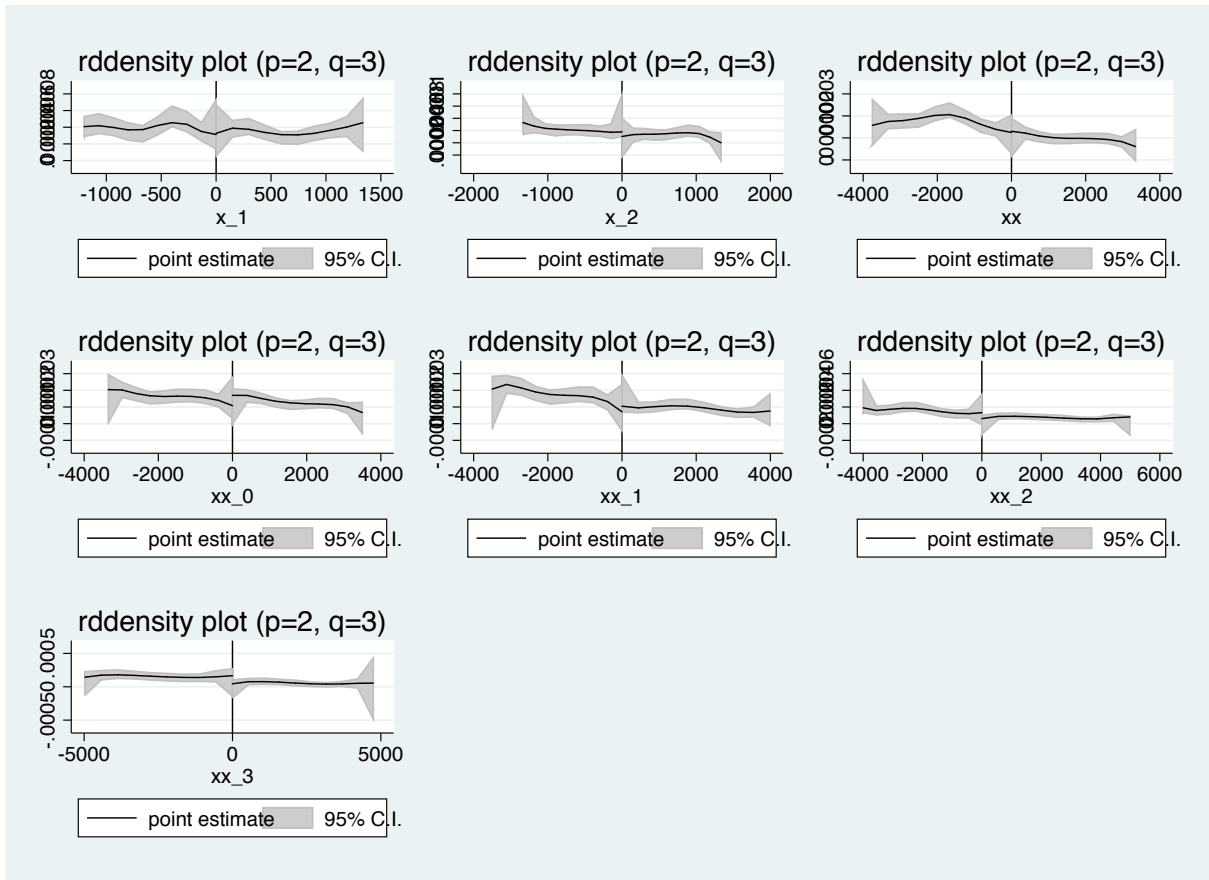 rddensity plot (p=2, q=3)
-1000 -500 0 500 1000 1500
x_1
point estimate 95% C.I.
rddensity plot (p=2, q=3)
-2000 -1000 0 1000 2000
x_2
point estimate 95% C.I.
rddensity plot (p=2, q=3)
-4000 -2000 0 2000 4000
xx
point estimate 95% C.I.
rddensity plot (p=2, q=3)
-4000 -2000 0 2000 4000
xx_0
point estimate 95% C.I.
rddensity plot (p=2, q=3)
-4000 -2000 0 2000 4000
xx_1
point estimate 95% C.I.
rddensity plot (p=2, q=3)
-4000 -2000 0 2000 4000 6000
xx_2
point estimate 95% C.I.
rddensity plot (p=2, q=3)
-.0005 0 .0005
-5000 0 5000
xx_3
point estimate 95% C.I.